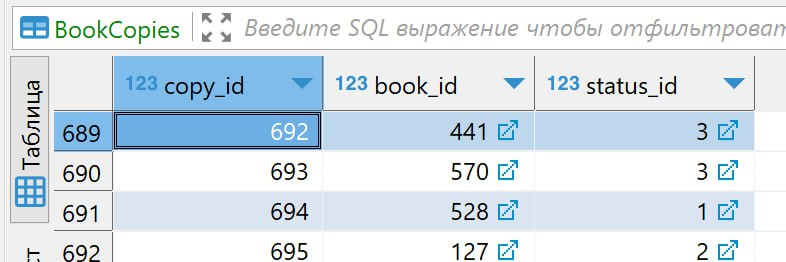 BookCopies Введите SQL выражение чтобы отфильтроват
Таблица
123 copy_id 123 book_id 123 status_id
689 692 441 3
690 693 570 3
691 694 528 1
692 695 127 2